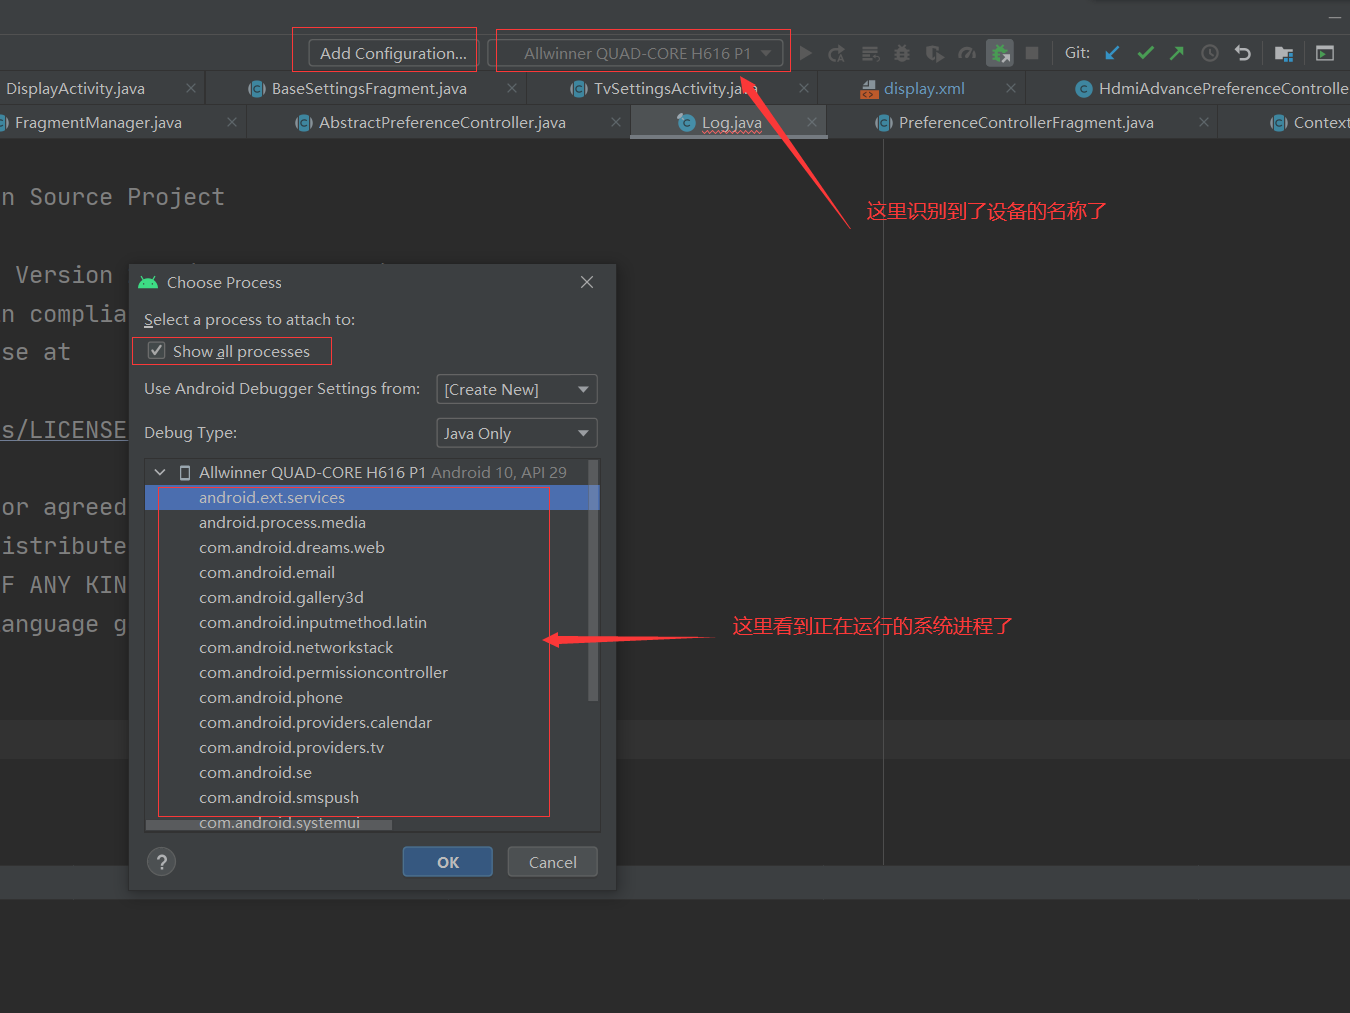 Add Configuration...
Allwinner QUAD-CORE H616 P1
Git:
DisplayActivity.java
BaseSettingsFragment.java
TvSettingsActivity.java
display.xml
HdmiAdvancePreferenceControlle
FragmentManager.java
AbstractPreferenceController.java
Log.java
PreferenceControllerFragment.java
Context
n Source Project
这里识别到了设备的名称了
Version
n complia
se at
s/LICENSE
or agreed
istribute
F ANY KIN
anguage g
Choose Process
Select a process to attach to:
Show all processes
Use Android Debugger Settings from:
[Create New]
Debug Type:
Java Only
Allwinner QUAD-CORE H616 P1 Android 10, API 29
android.ext.services
android.process.media
com.android.dreams.web
com.android.email
com.android.gallery3d
com.android.inputmethod.latin
com.android.networkstack
com.android.permissioncontroller
com.android.phone
com.android.providers.calendar
com.android.providers.tv
com.android.se
com.android.smspush
com.android.systemui
这里看到正在运行的系统进程了
?
OK
Cancel